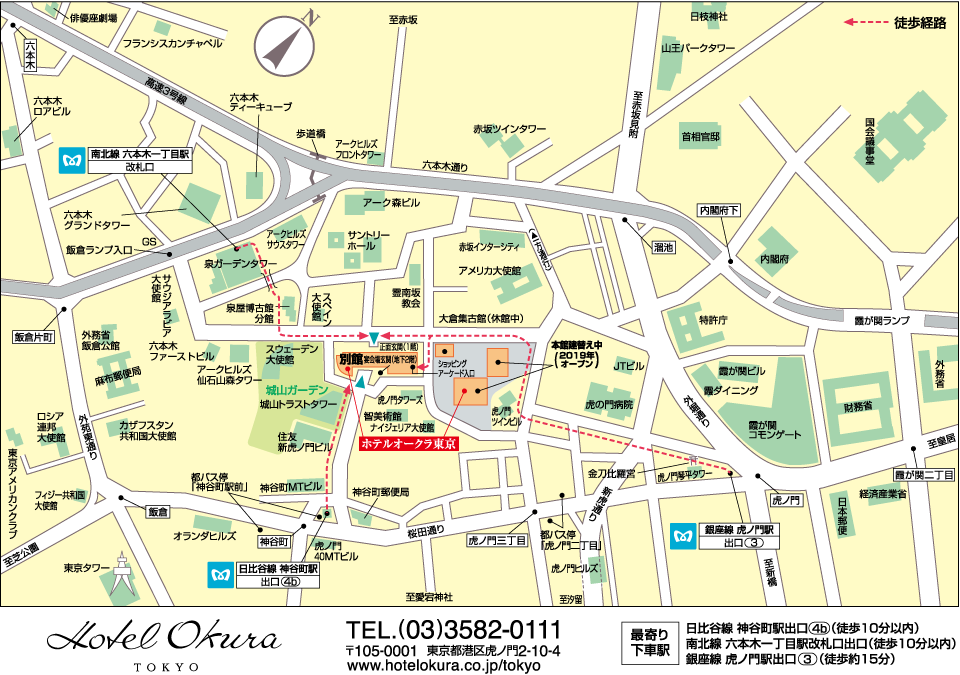 俳優座劇場
六本木
フランシスカンチャペル
至赤坂
N
日枝神社
山王パークタワー
徒歩経路
六本木
ロアビル
高速3号線
六本木
ティーキューブ
歩道橋
アークヒルズ
フロントタワー
赤坂ツインタワー
至赤坂見附
首相官邸
国会議事堂
南北線 六本木一丁目駅
改札口
六本木通り
六本木
グランドタワー
アーク森ビル
内閣府下
GS
飯倉ランプ入口
アークヒルズ
サウスタワー
サントリー
ホール
赤坂インターシティ
溜池
内閣府
泉ガーデンタワー
アメリカ大使館
サウジアラビア
大使館
泉屋博古館
分館
スペイン
大使館
霊南坂
教会
大倉集古館(休館中)
特許庁
霞が関ランプ
飯倉片町
外務省
飯倉公館
六本木
ファーストビル
スウェーデン
大使館
正面玄関(1階)
別館
宴会場玄関(地下2階)
ショッピング
アーケード入口
本館建替え中
(2019年)
(オープン)
JTビル
外務省
麻布郵便局
アークヒルズ
仙石山森タワー
城山ガーデン
城山トラストタワー
虎ノ門タワーズ
智美術館
ナイジェリア大使館
虎ノ門
ツインビル
虎の門病院
外堀通り
霞が関ビル
霞ダイニング
霞が関
コモンゲート
財務省
ロシア
連邦
大使館
外苑東通り
カザフスタン
共和国大使館
住友
新虎ノ門ビル
ホテルオークラ東京
至皇居
東京アメリカンクラブ
都バス停
「神谷町駅前」
神谷町MTビル
神谷町郵便局
金刀比羅宮
虎ノ門琴平タワー
霞が関二丁目
フィジー共和国
大使館
飯倉
新虎通り
虎ノ門
日本郵便
経済産業省
オランダヒルズ
神谷町
桜田通り
虎ノ門三丁目
都バス停
「虎ノ門二丁目」
銀座線 虎ノ門駅
出口③
至芝公園
東京タワー
虎ノ門
40MTビル
日比谷線 神谷町駅
出口4b
虎ノ門ヒルズ
至新橋
至愛宕神社
至汐留
Hotel Okura
TOKYO
TEL.(03)3582-0111
〒105-0001 東京都港区虎ノ門2-10-4
www.hotelokura.co.jp/tokyo
最寄り
下車駅
日比谷線 神谷町駅出口4b(徒歩10分以内)
南北線 六本木一丁目駅改札口出口(徒歩10分以内)
銀座線 虎ノ門駅出口③(徒歩約15分)